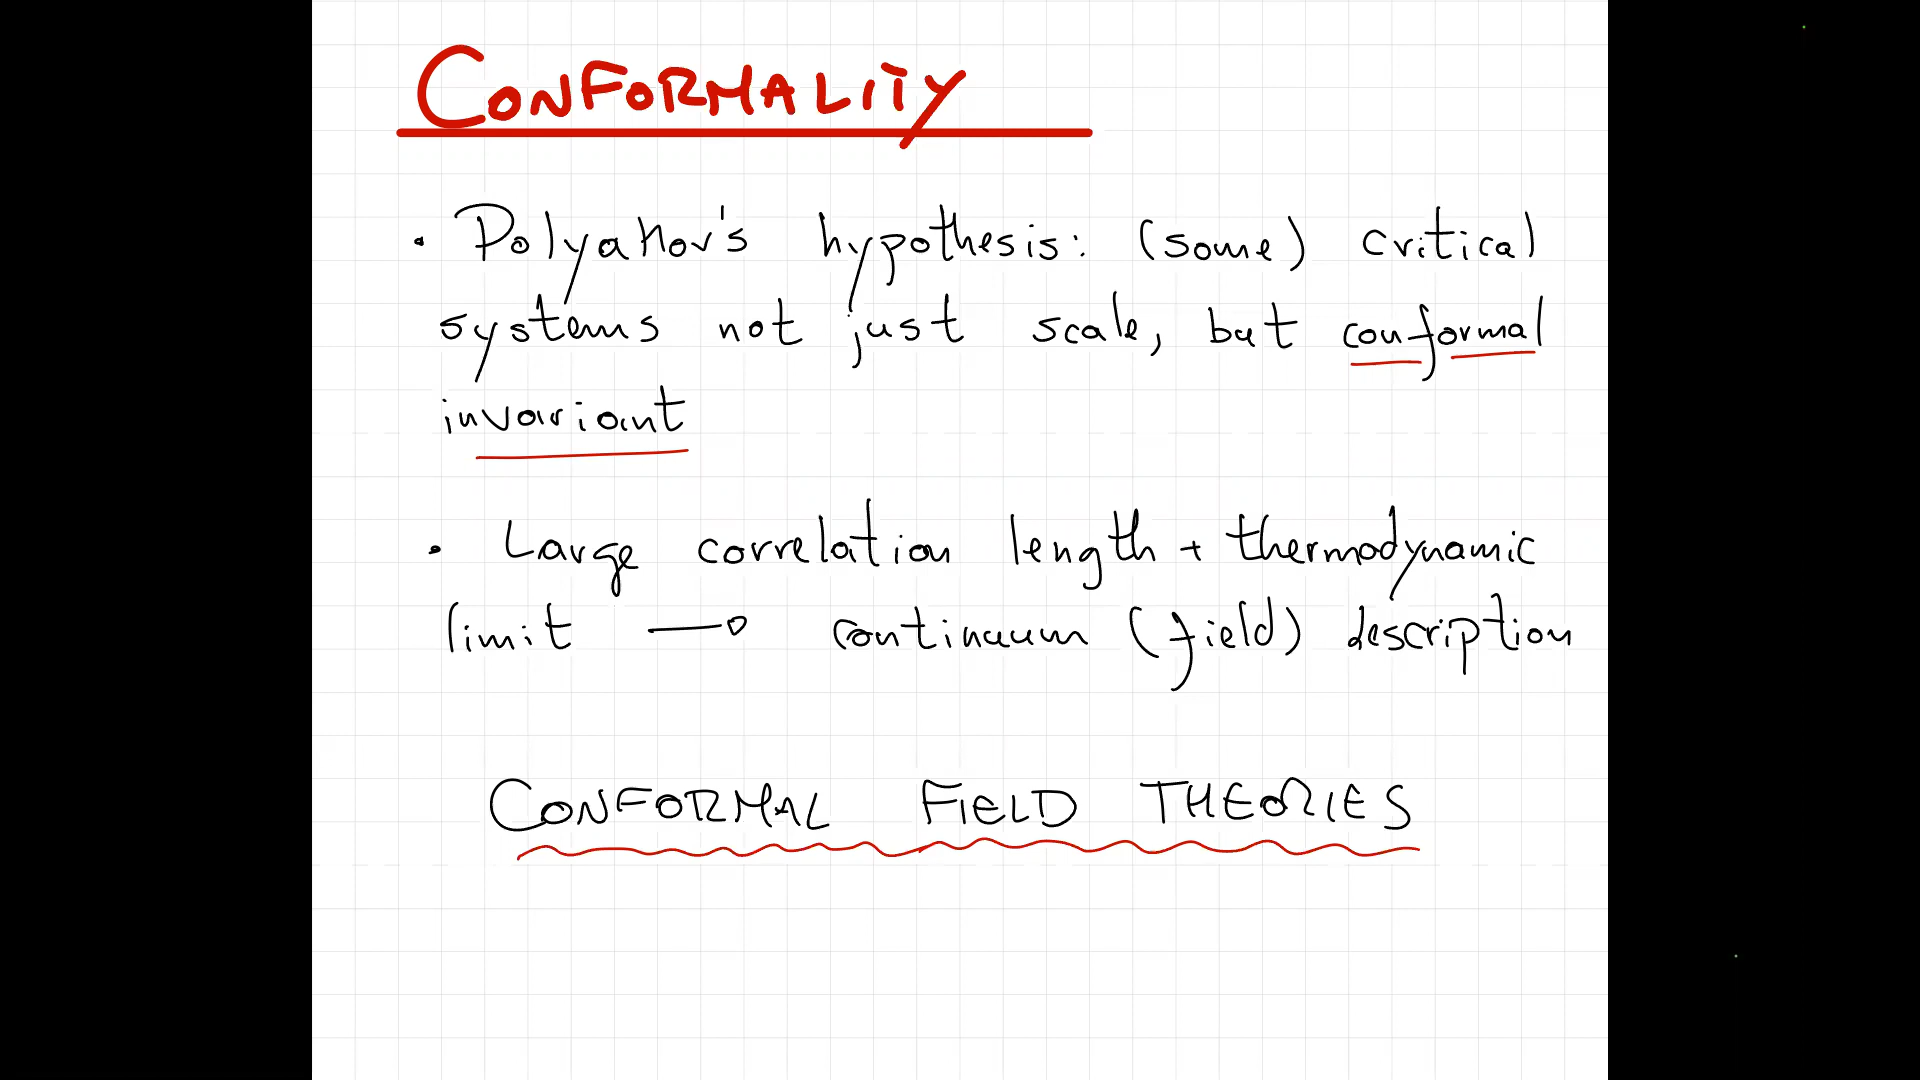 CONFORMALITY
• Polyakov's hypothesis: (some) critical
systems not just scale, but conformal
invariant
• Large correlation length + thermodynamic
limit → continuum (field) description
CONFORMAL FIELD THEORIES